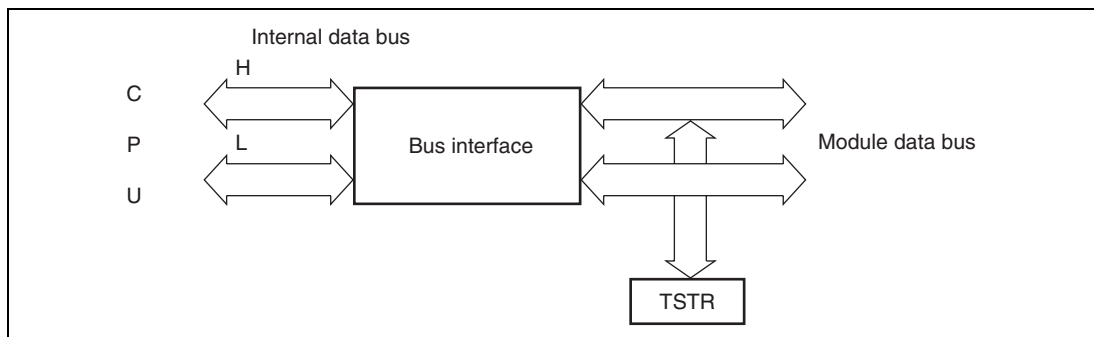 Internal data bus
H
C
P
U
L
Bus interface
Module data bus
TSTR